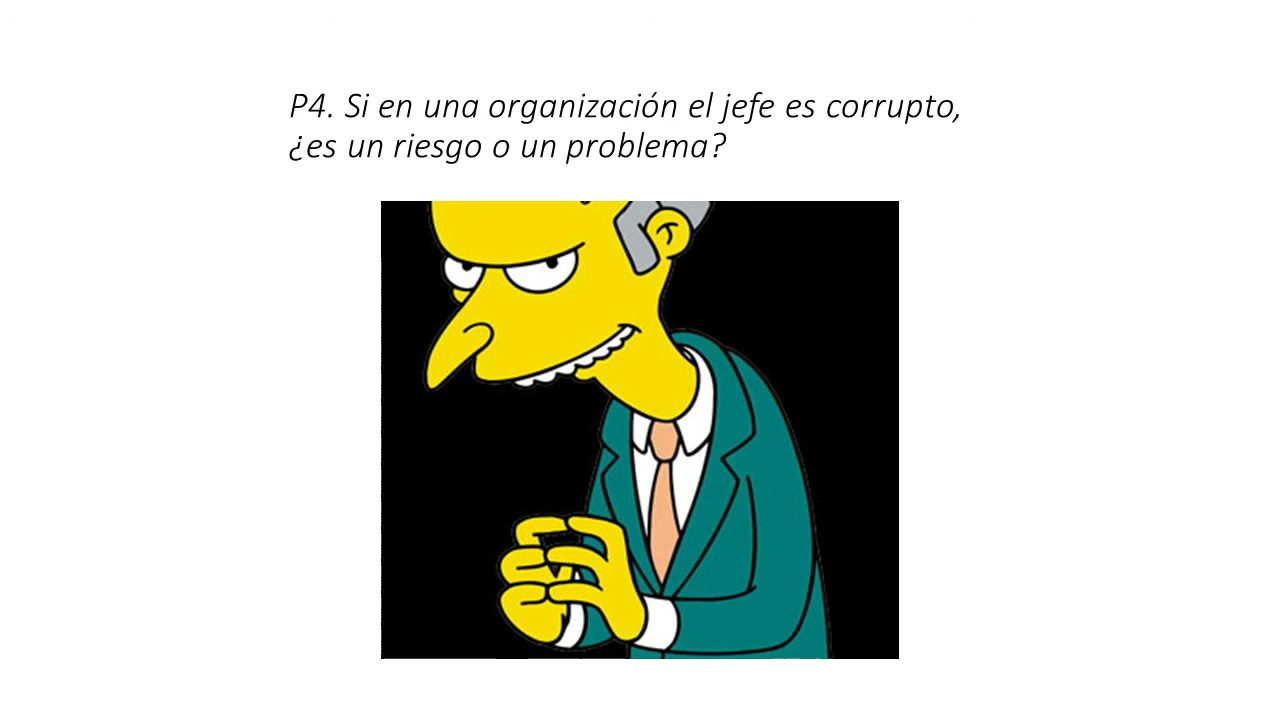 P4. Si en una organización el jefe es corrupto,
¿es un riesgo o un problema?